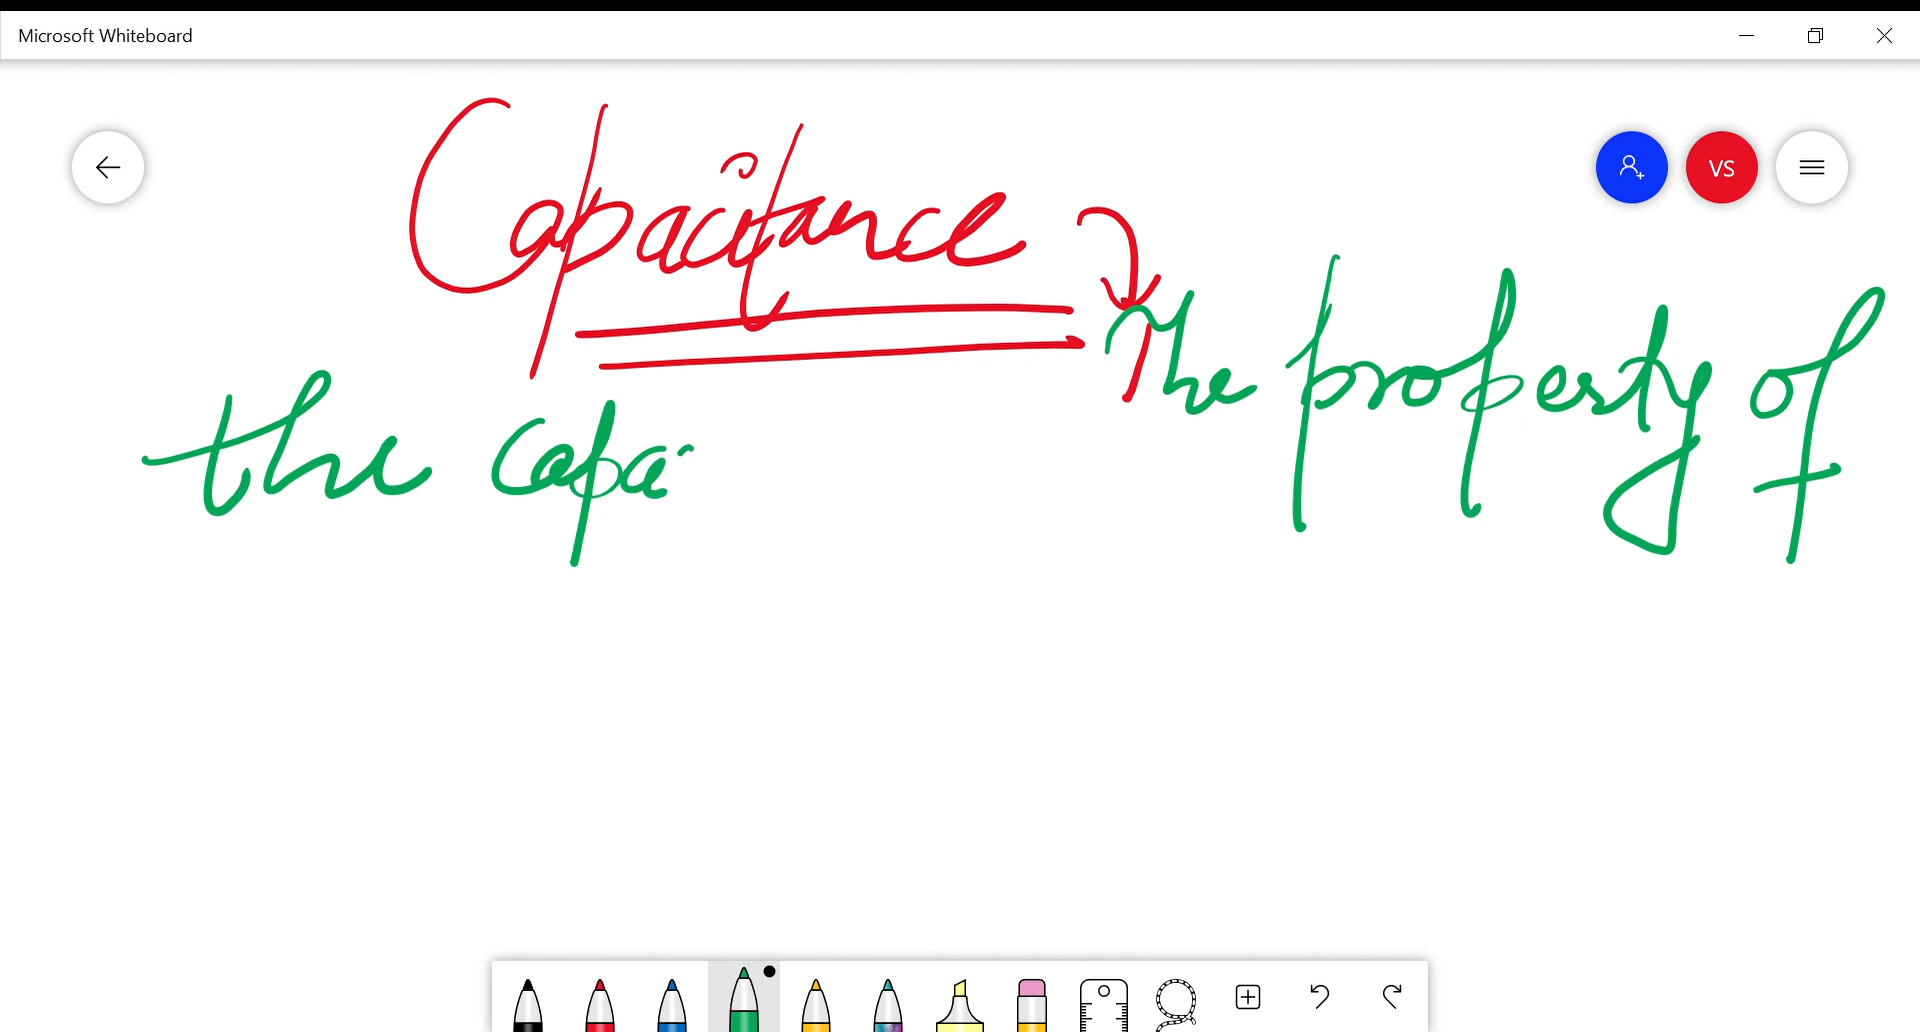 Microsoft Whiteboard
VS
Capacitance
The property of
the capa